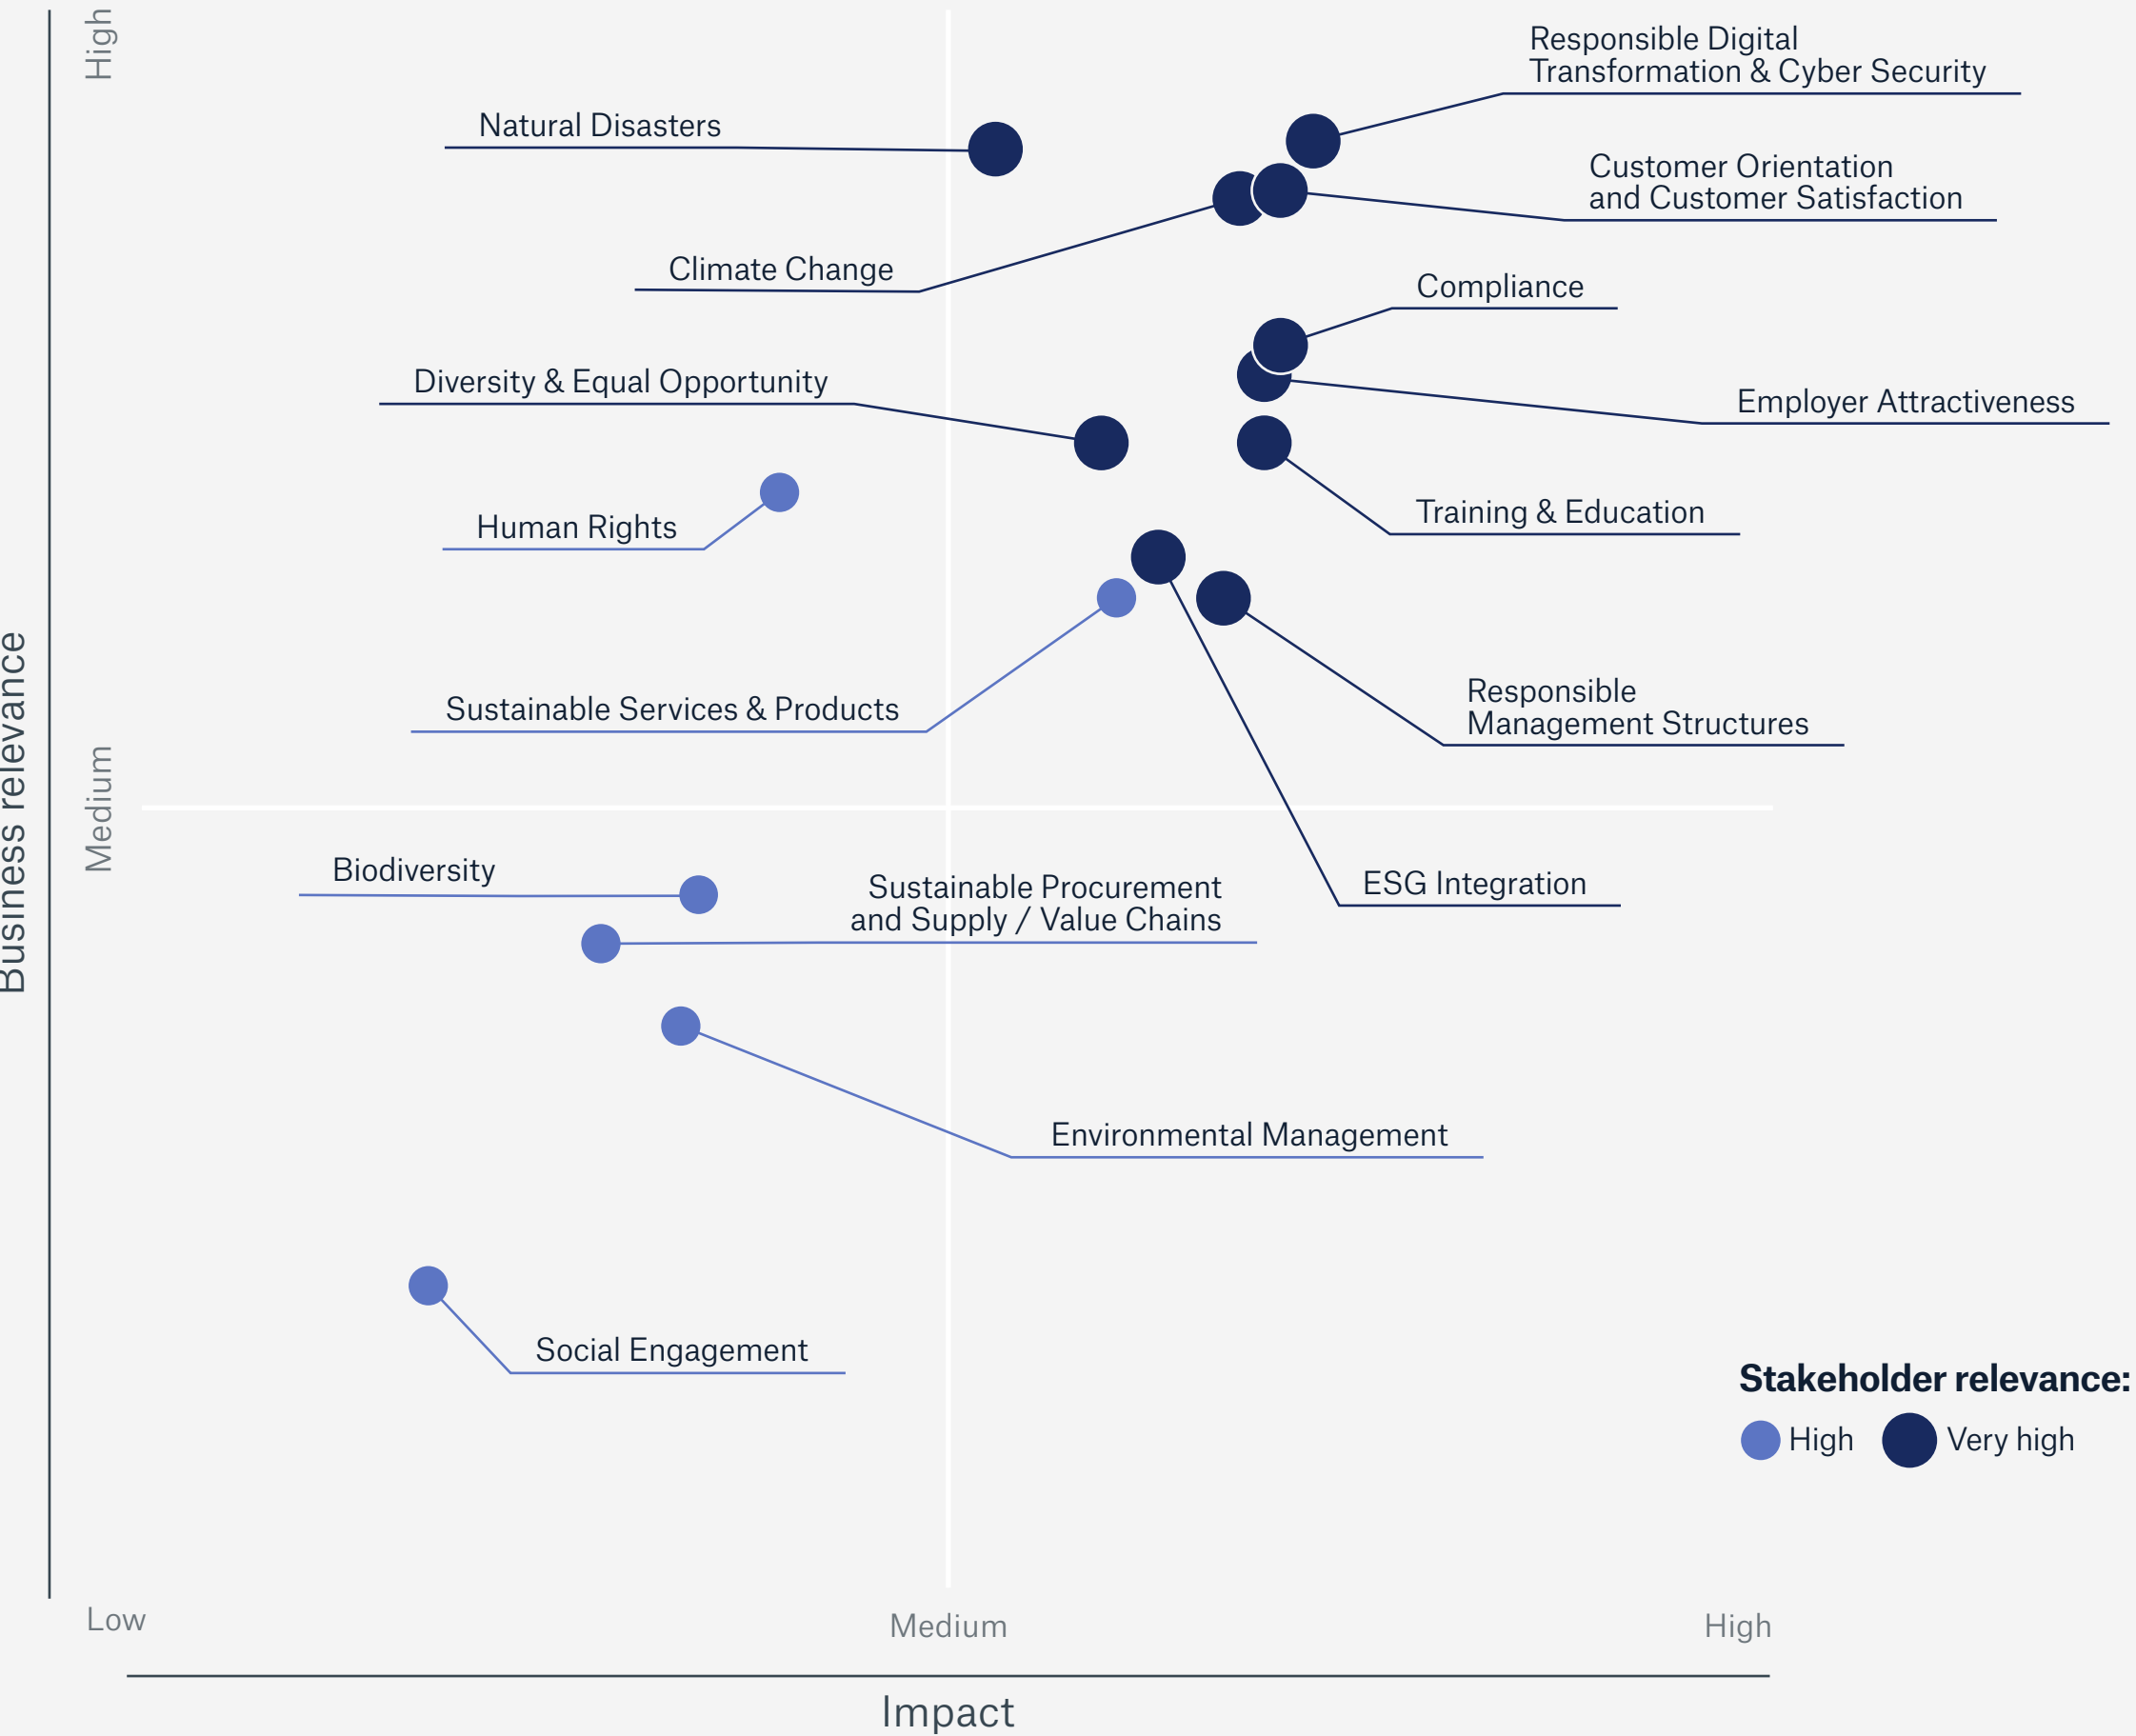 High
Responsible Digital
Transformation & Cyber Security
Natural Disasters
Customer Orientation
and Customer Satisfaction
Climate Change
Compliance
Diversity & Equal Opportunity
Employer Attractiveness
Human Rights
Training & Education
Sustainable Services & Products
Responsible
Management Structures
Business relevance
Medium
Biodiversity
Sustainable Procurement
and Supply / Value Chains
ESG Integration
Environmental Management
Social Engagement
Stakeholder relevance:
High
Very high
Low
Medium
High
Impact